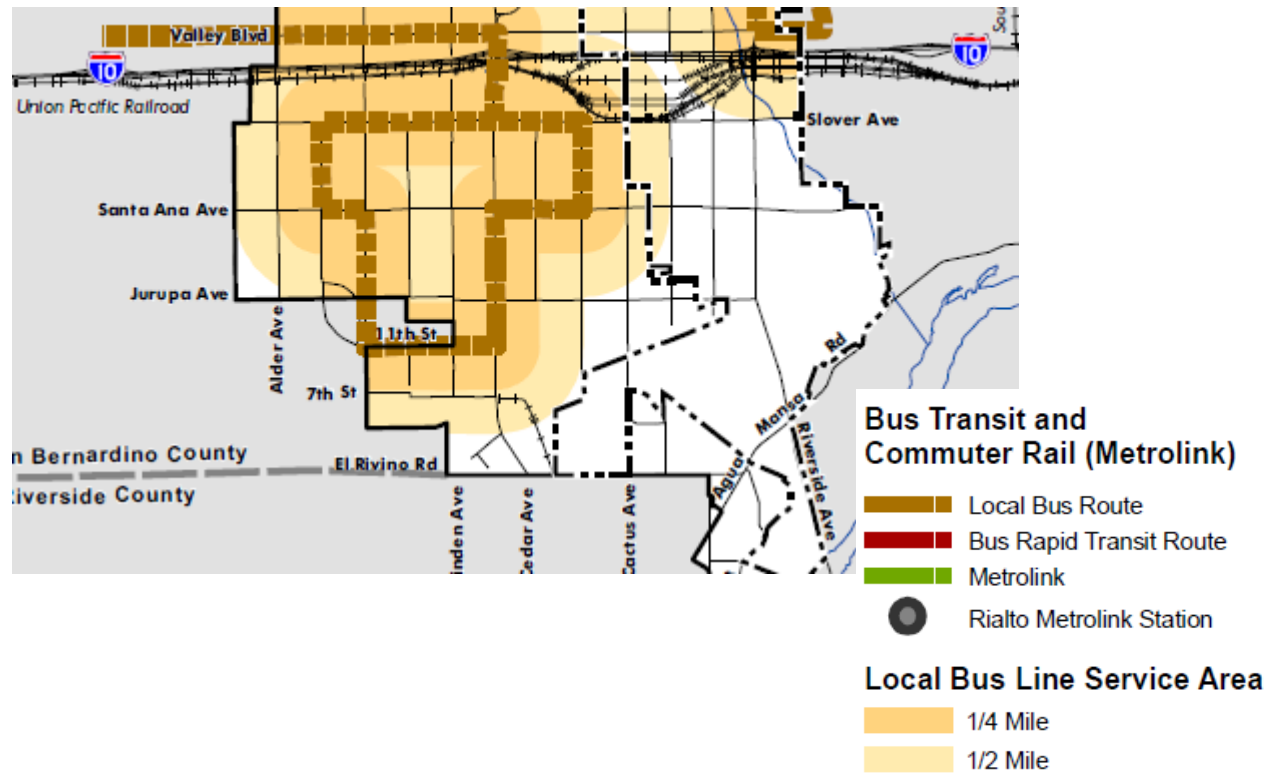 Valley Blvd
10
10
Sou
Union Pacific Railroad
Slover Ave
Santa Ana Ave
Jurupa Ave
Alder Ave
11th St
7th St
Rd
Mansa
Agua
Riverside Ave
n Bernardino County
El Rivino Rd
iverside County
inden Ave
Cedar Ave
Cactus Ave
Bus Transit and
Commuter Rail (Metrolink)
Local Bus Route
Bus Rapid Transit Route
Metrolink
Rialto Metrolink Station
Local Bus Line Service Area
1/4 Mile
1/2 Mile